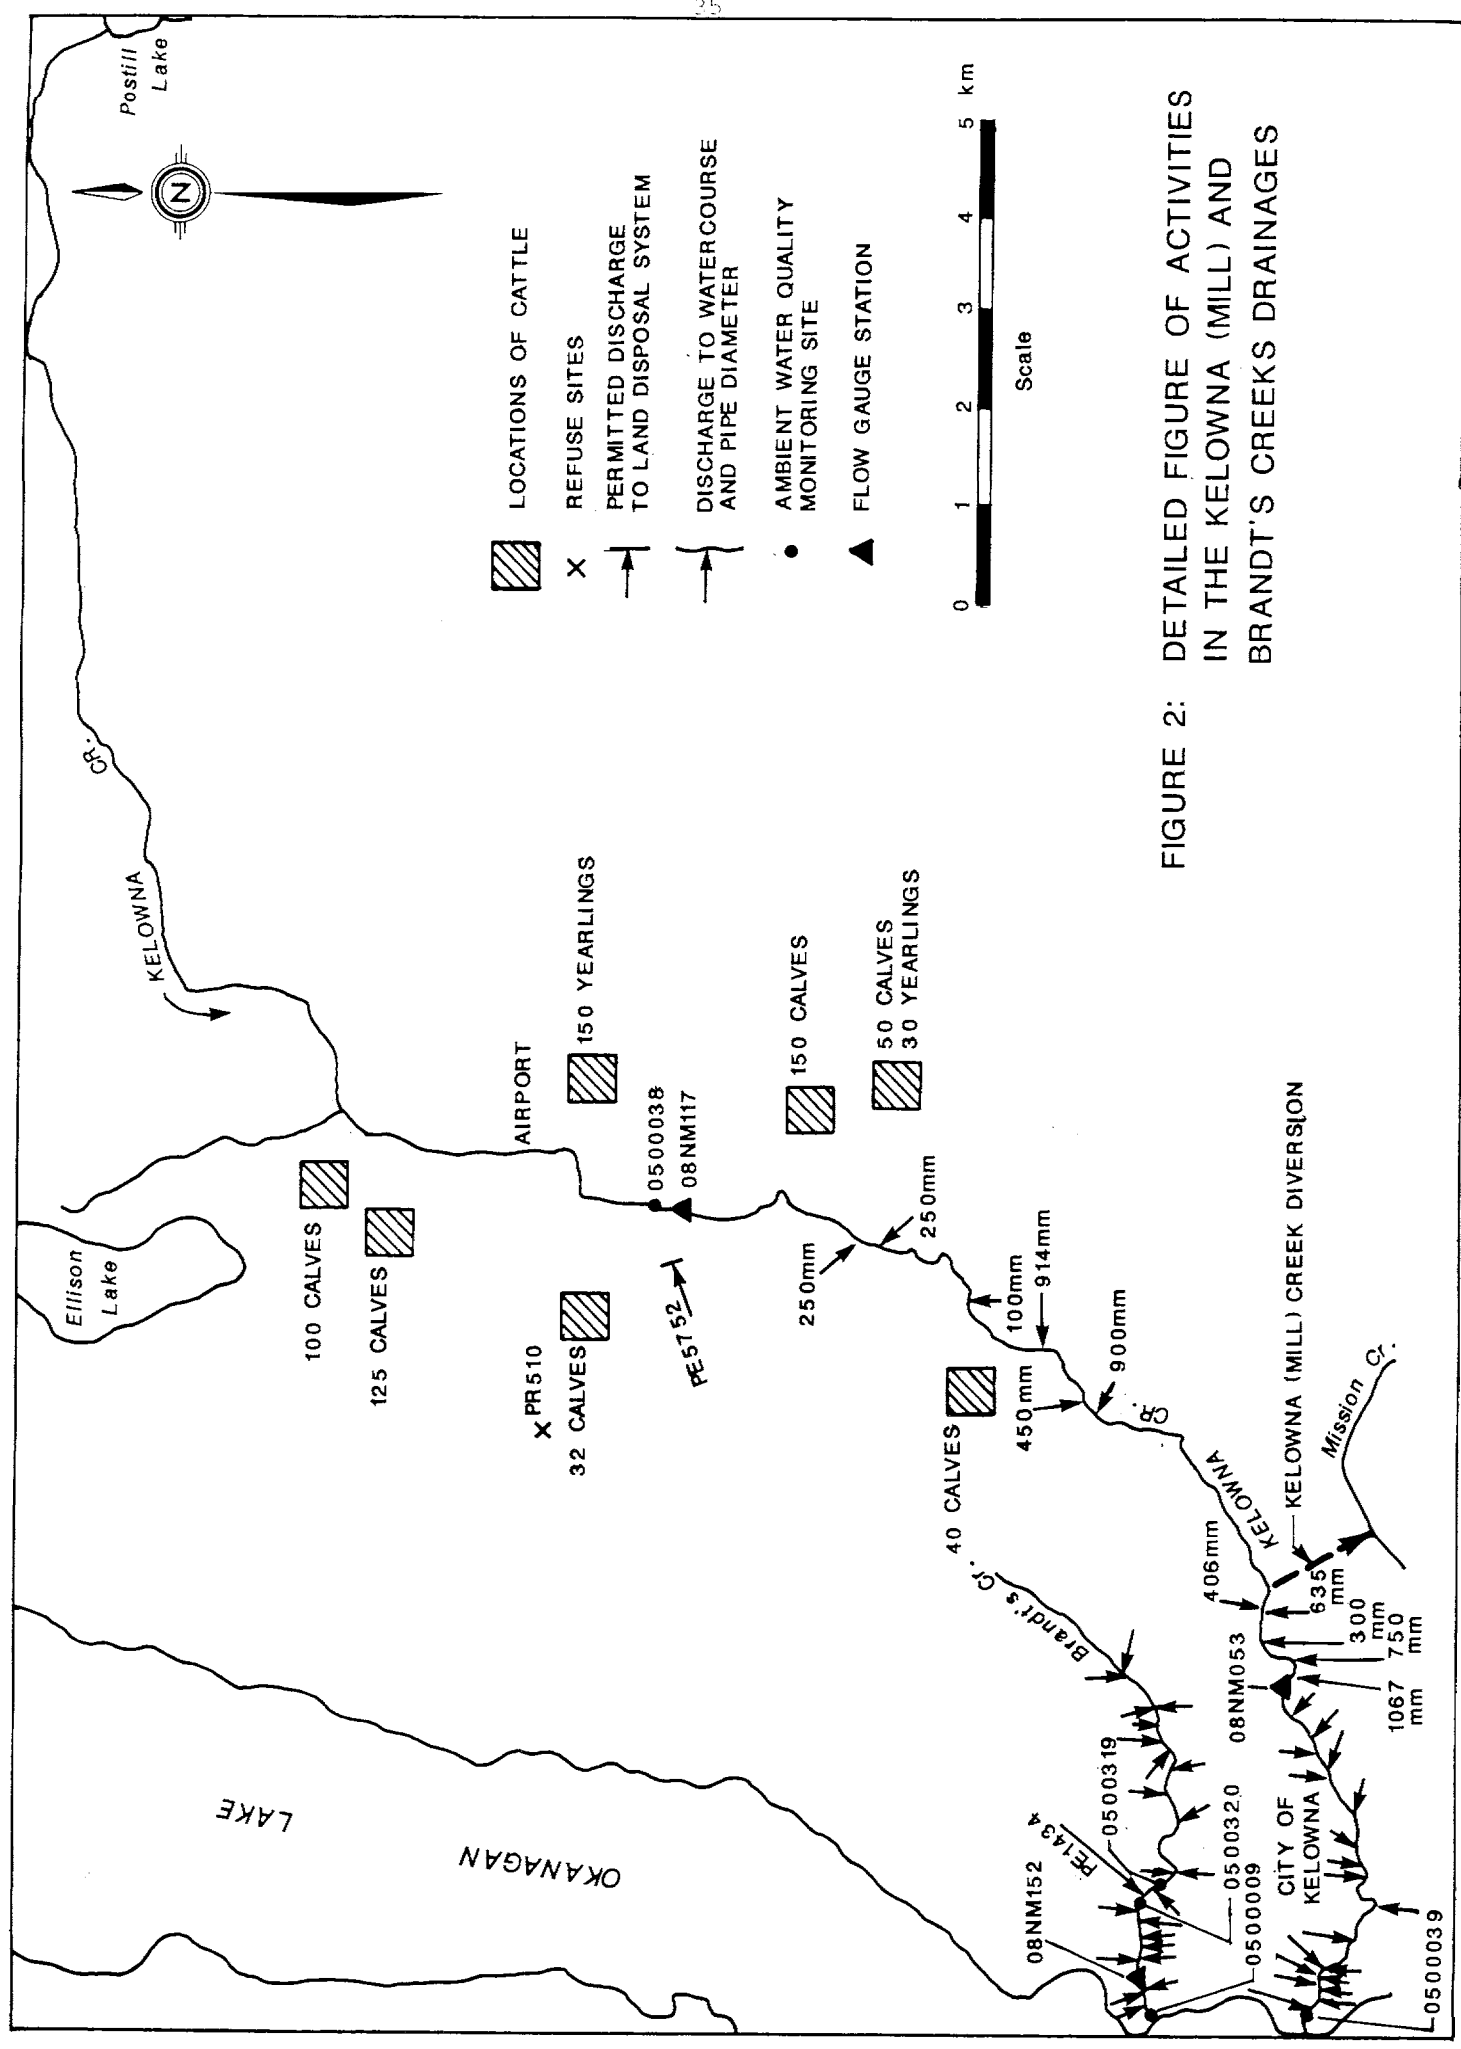 35
Postill
Lake
N
CR.
KELOWNA
LOCATIONS OF CATTLE
REFUSE SITES
PERMITTED DISCHARGE
TO LAND DISPOSAL SYSTEM
DISCHARGE TO WATERCOURSE
AND PIPE DIAMETER
AMBIENT WATER QUALITY
MONITORING SITE
FLOW GAUGE STATION
0 1 2 3 4 5 km
Scale
FIGURE 2: DETAILED FIGURE OF ACTIVITIES
IN THE KELOWNA (MILL) AND
BRANDT'S CREEKS DRAINAGES
Ellison
Lake
100 CALVES
125 CALVES
AIRPORT
150 YEARLINGS
PR510
32 CALVES
0500038
08NM117
PE5752
150 CALVES
50 CALVES
30 YEARLINGS
250mm
250mm
100mm
914mm
40 CALVES
450mm
900mm
CR.
KELOWNA
KELOWNA (MILL) CREEK DIVERSION
Mission Cr.
406mm
635
mm
300
mm
750
mm
1067
mm
08NM053
Brandt's Cr.
LAKE
OKANAGAN
0500319
PE1434
08NM152
0500320
0500009
CITY OF
KELOWNA
0500039